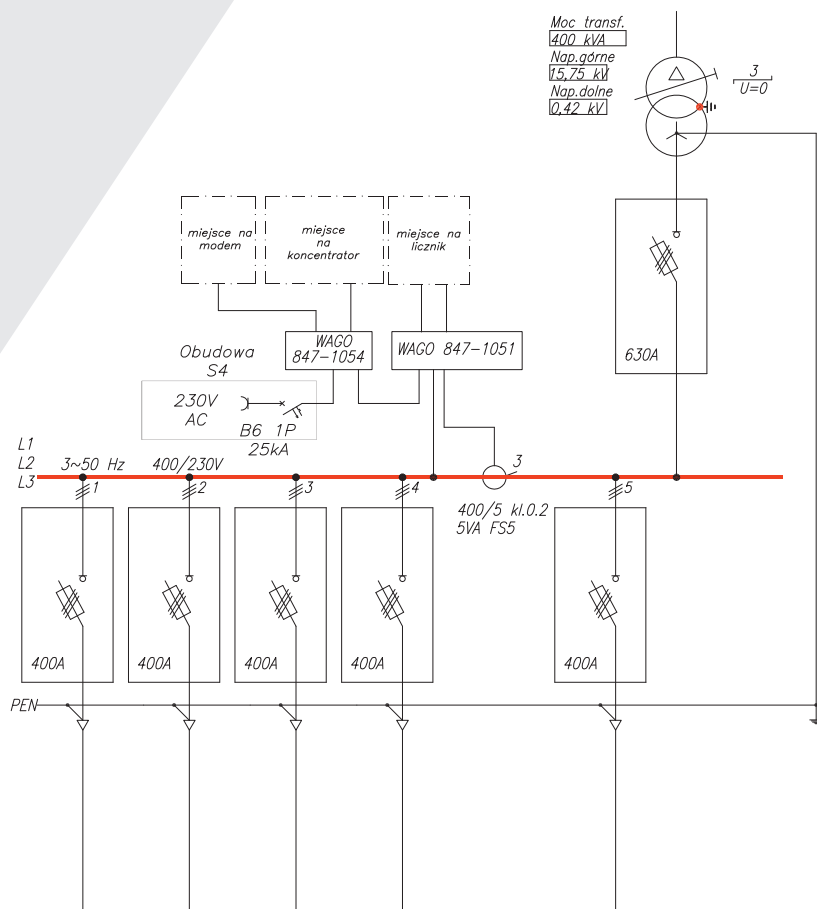 Moc transf.
400 kVA
Nap.górne
15,75 kV
Nap.dolne
0,42 kV
3
U=0
miejsce na
modem
miejsce
na
koncentrator
miejsce na
licznik
630A
WAGO
847-1054
WAGO 847-1051
Obudowa
S4
230V
AC
B6 1P
25kA
L1
L2
L3
3~50 Hz
400/230V
3
1
2
3
4
5
400/5 kl.0.2
5VA FS5
400A
400A
400A
400A
400A
PEN